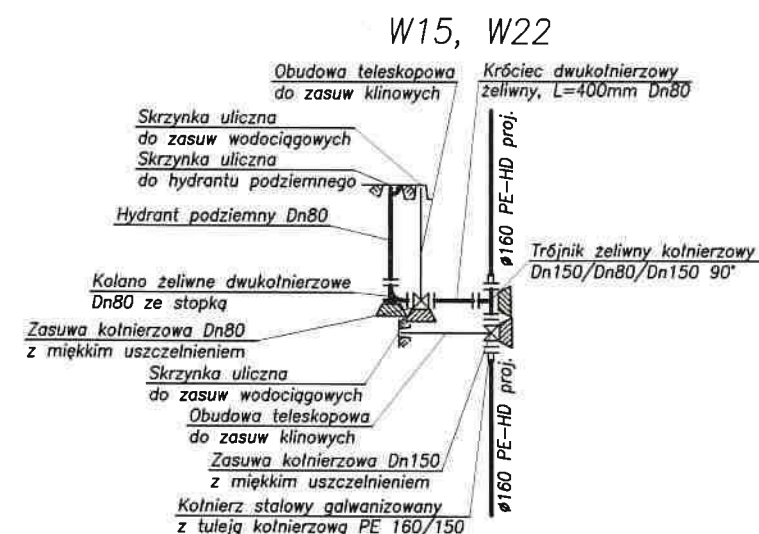 W15, W22
Obudowa teleskopowa
do zasuw klinowych
Króciec dwukołnierzowy
żeliwny, L=400mm Dn80
Skrzynka uliczna
do zasuw wodociągowych
Skrzynka uliczna
do hydrantu podziemnego
Hydrant podziemny Dn80
ø160 PE-HD proj.
Trójnik żeliwny kołnierzowy
Dn150/Dn80/Dn150 90°
Kolano żeliwne dwukołnierzowe
Dn80 ze stopką
Zasuwa kołnierzowa Dn80
z miękkim uszczelnieniem
Skrzynka uliczna
do zasuw wodociągowych
Obudowa teleskopowa
do zasuw klinowych
Zasuwa kołnierzowa Dn150
z miękkim uszczelnieniem
Kołnierz stalowy galwanizowany
z tuleją kołnierzową PE 160/150
ø160 PE-HD proj.